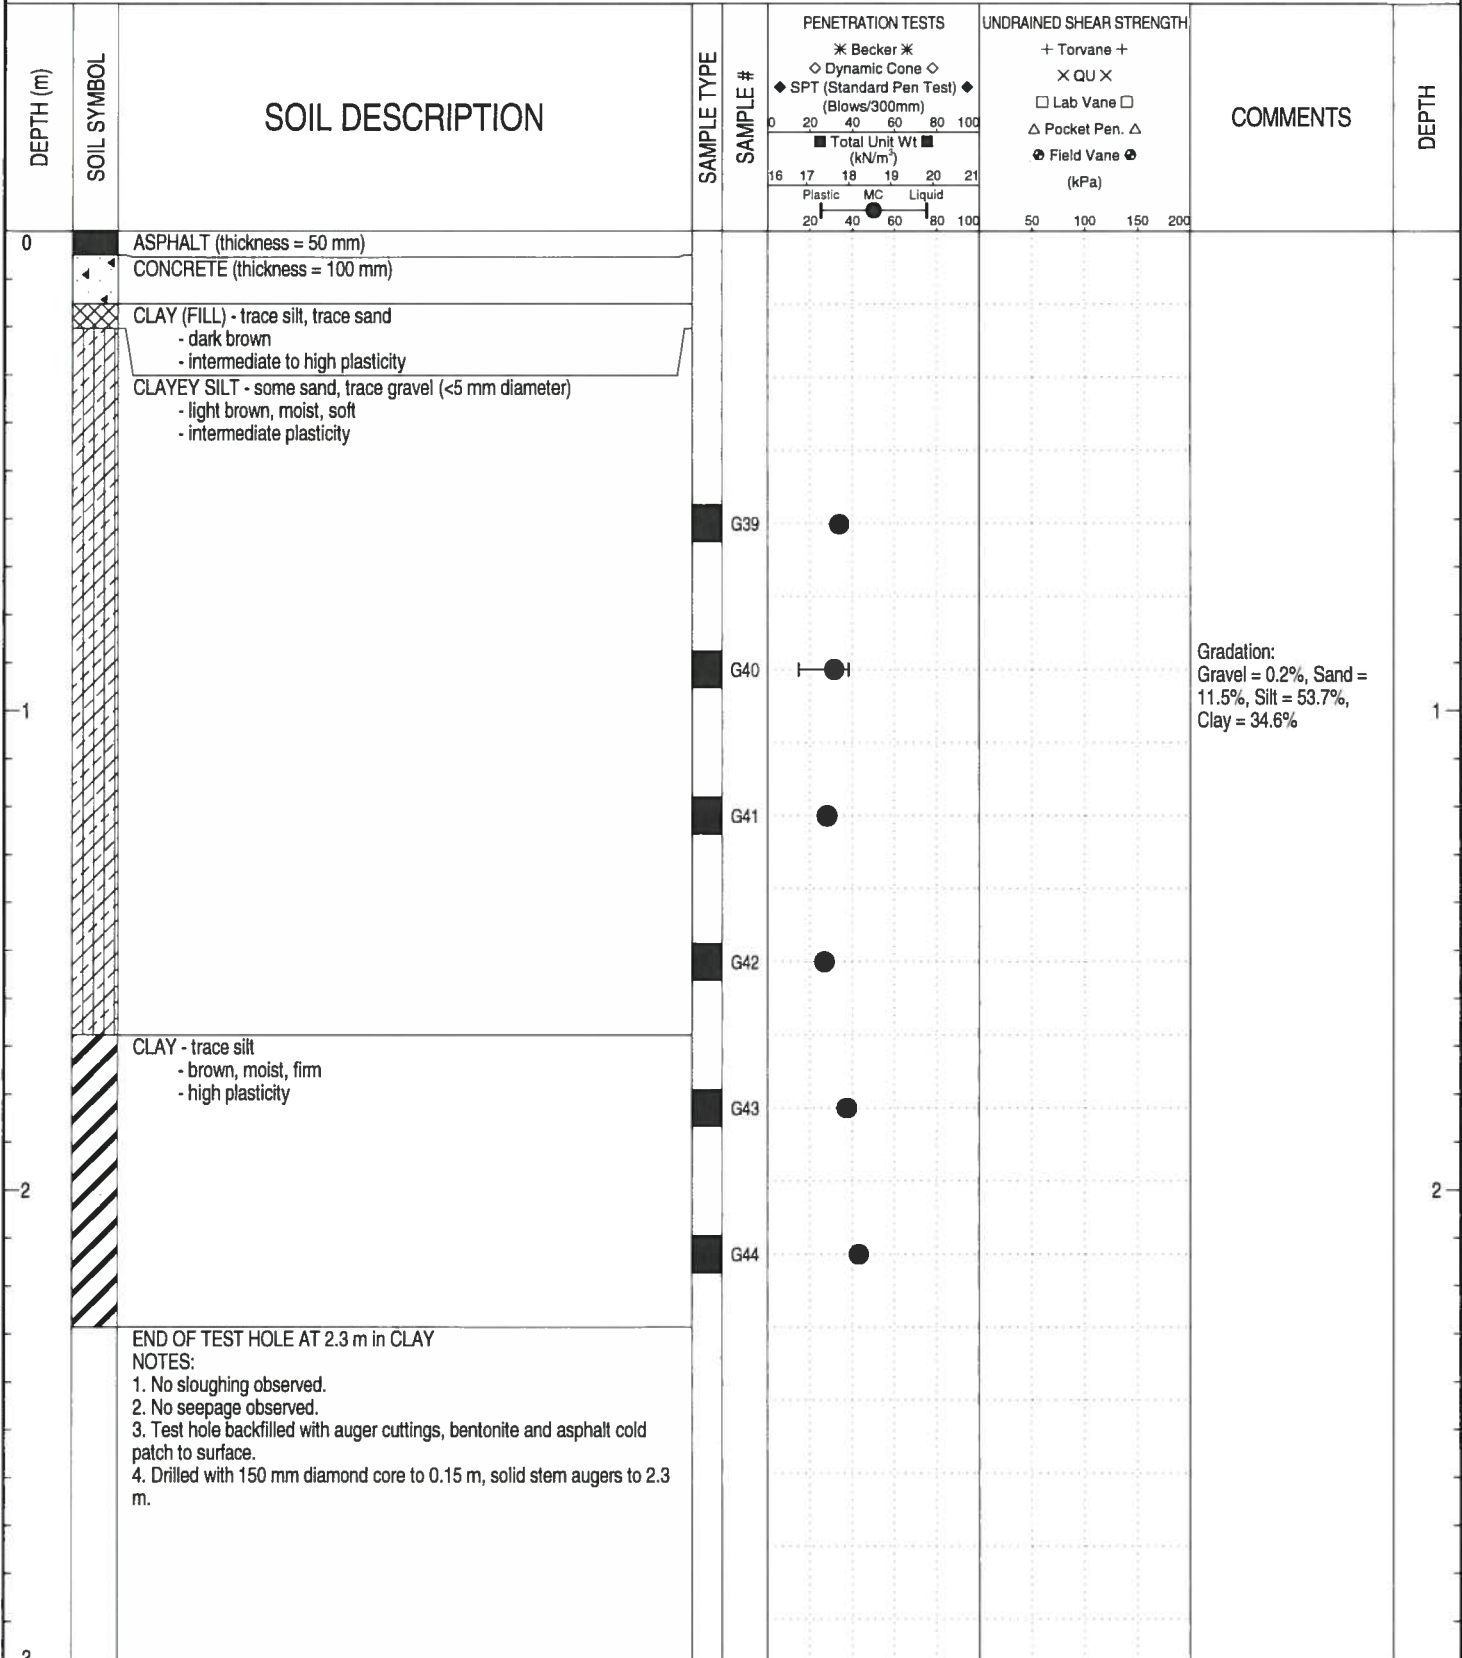 DEPTH (m)
SOIL SYMBOL
SOIL DESCRIPTION
SAMPLE TYPE
SAMPLE #
PENETRATION TESTS
✳ Becker ✳
◇ Dynamic Cone ◇
◆ SPT (Standard Pen Test) ◆
(Blows/300mm)
0 20 40 60 80 100
■ Total Unit Wt ■
(kN/m³)
16 17 18 19 20 21
Plastic MC Liquid
20 40 60 80 100
UNDRAINED SHEAR STRENGTH
+ Torvane +
× QU ×
□ Lab Vane □
△ Pocket Pen. △
Field Vane
(kPa)
50 100 150 200
COMMENTS
DEPTH
0
ASPHALT (thickness = 50 mm)
CONCRETE (thickness = 100 mm)
CLAY (FILL) - trace silt, trace sand
- dark brown
- intermediate to high plasticity
CLAYEY SILT - some sand, trace gravel (<5 mm diameter)
- light brown, moist, soft
- intermediate plasticity
G39
G40
Gradation:
Gravel = 0.2%, Sand =
11.5%, Silt = 53.7%,
Clay = 34.6%
1
1
G41
G42
CLAY - trace silt
- brown, moist, firm
- high plasticity
G43
2
2
G44
END OF TEST HOLE AT 2.3 m in CLAY
NOTES:
1. No sloughing observed.
2. No seepage observed.
3. Test hole backfilled with auger cuttings, bentonite and asphalt cold
patch to surface.
4. Drilled with 150 mm diamond core to 0.15 m, solid stem augers to 2.3
m.